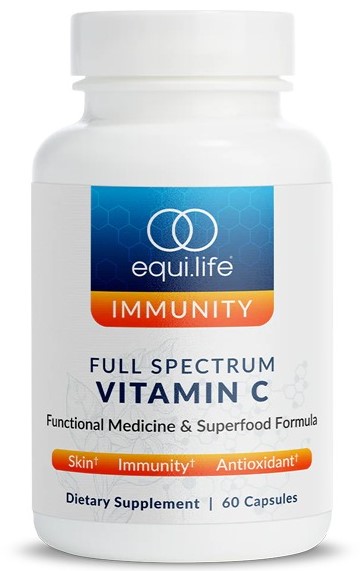 equi.life®
IMMUNITY
FULL SPECTRUM
VITAMIN C
Functional Medicine & Superfood Formula
Skin† Immunity† Antioxidant†
Dietary Supplement | 60 Capsules